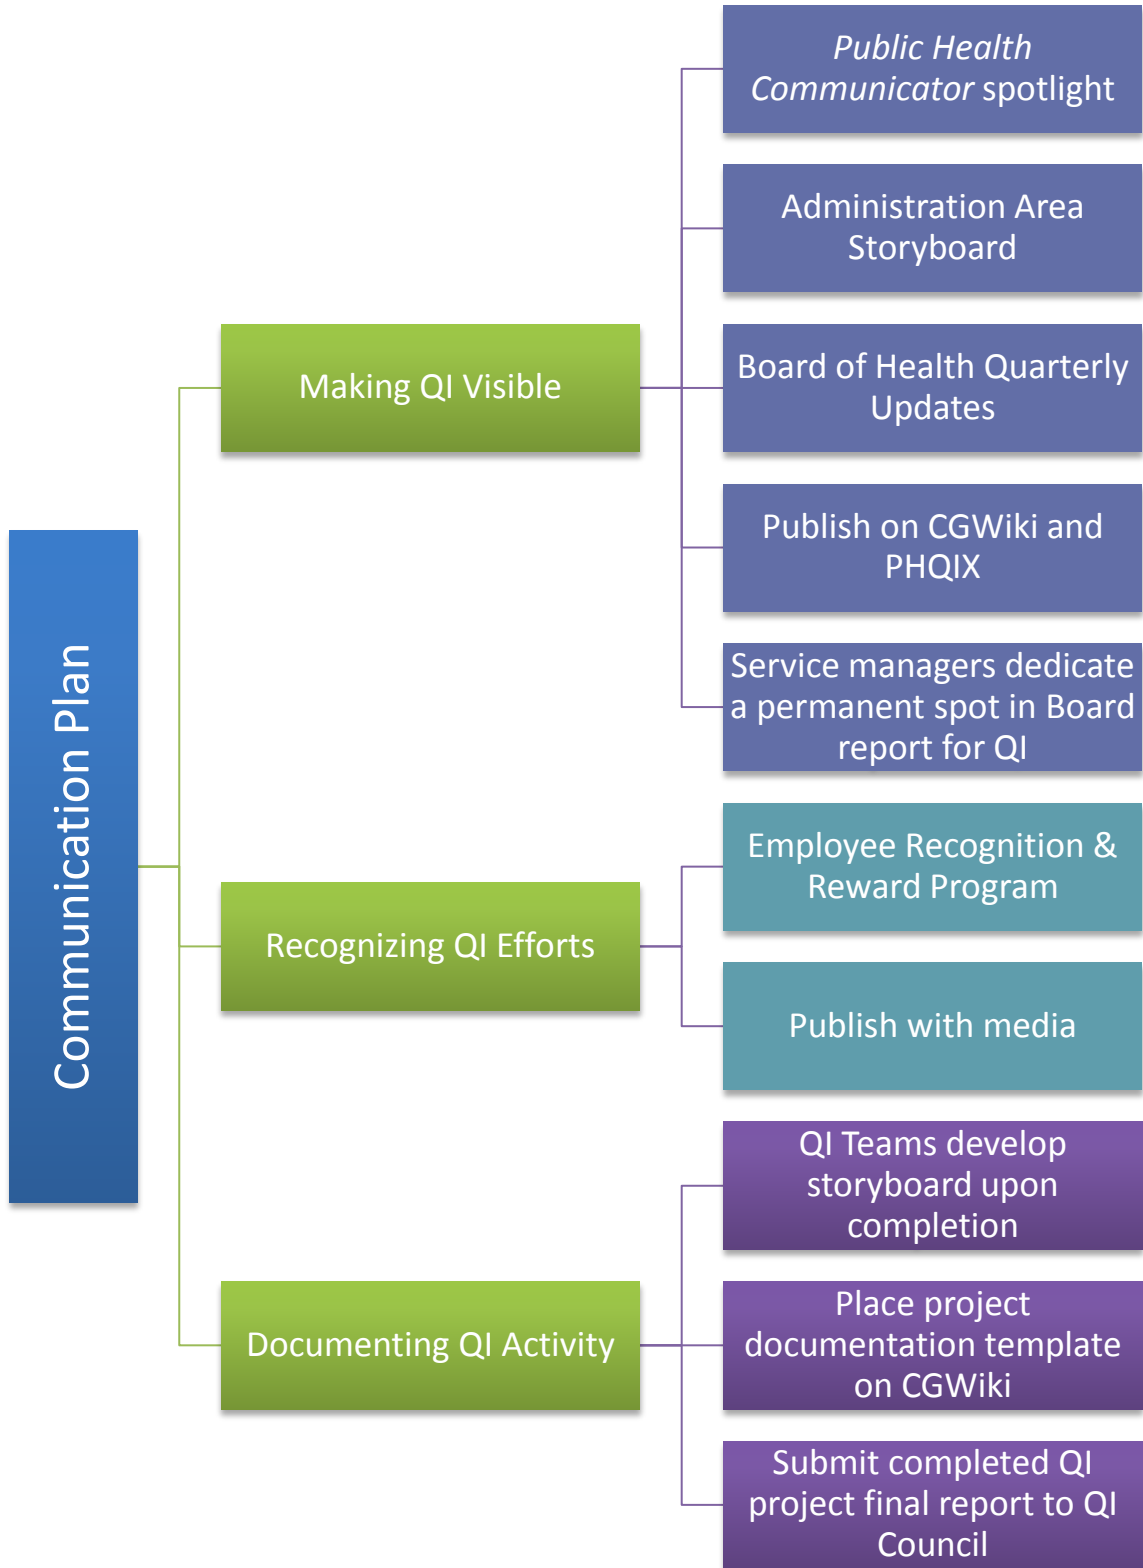 Communication Plan
Making QI Visible
Public Health
Communicator spotlight
Administration Area
Storyboard
Board of Health Quarterly
Updates
Publish on CGWiki and
PHQIX
Service managers dedicate
a permanent spot in Board
report for QI
Recognizing QI Efforts
Employee Recognition &
Reward Program
Publish with media
Documenting QI Activity
QI Teams develop
storyboard upon
completion
Place project
documentation template
on CGWiki
Submit completed QI
project final report to QI
Council